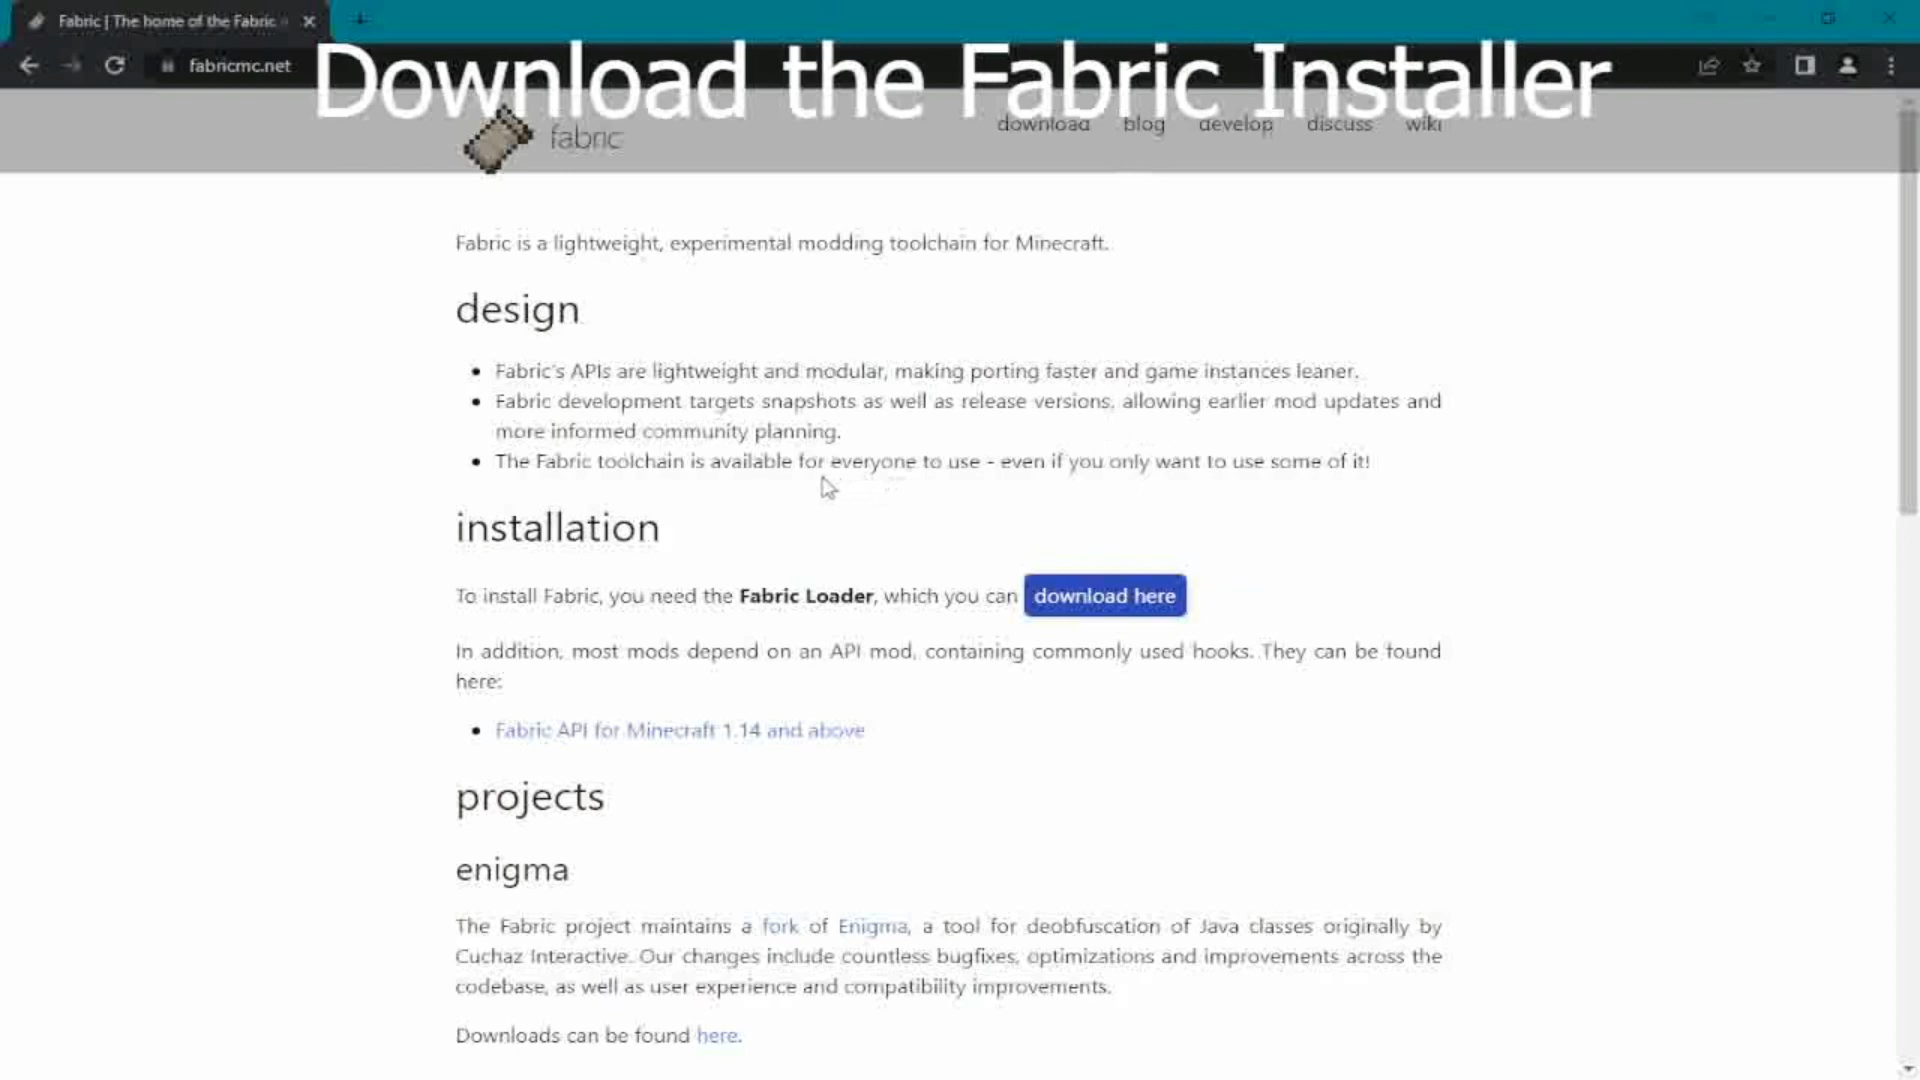 Fabric | The home of the Fabric
fabricmc.net
Download the Fabric Installer
fabric
download blog develop discuss wiki
Fabric is a lightweight, experimental modding toolchain for Minecraft.
design
• Fabric's APIs are lightweight and modular, making porting faster and game instances leaner.
• Fabric development targets snapshots as well as release versions, allowing earlier mod updates and
more informed community planning.
• The Fabric toolchain is available for everyone to use - even if you only want to use some of it!
installation
To install Fabric, you need the Fabric Loader, which you can download here
In addition, most mods depend on an API mod, containing commonly used hooks. They can be found
here:
• Fabric API for Minecraft 1.14 and above
projects
enigma
The Fabric project maintains a fork of Enigma, a tool for deobfuscation of Java classes originally by
Cuchaz Interactive. Our changes include countless bugfixes, optimizations and improvements across the
codebase, as well as user experience and compatibility improvements.
Downloads can be found here.